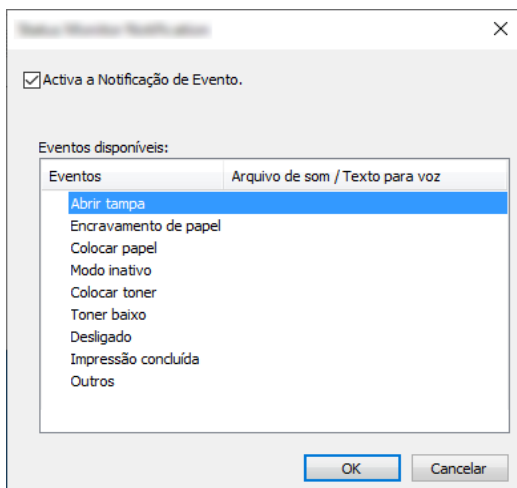 Activa a Notificação de Evento.
Eventos disponíveis:
Eventos Arquivo de som / Texto para voz
Abrir tampa
Encravamento de papel
Colocar papel
Modo inativo
Colocar toner
Toner baixo
Desligado
Impressão concluída
Outros
OK Cancelar